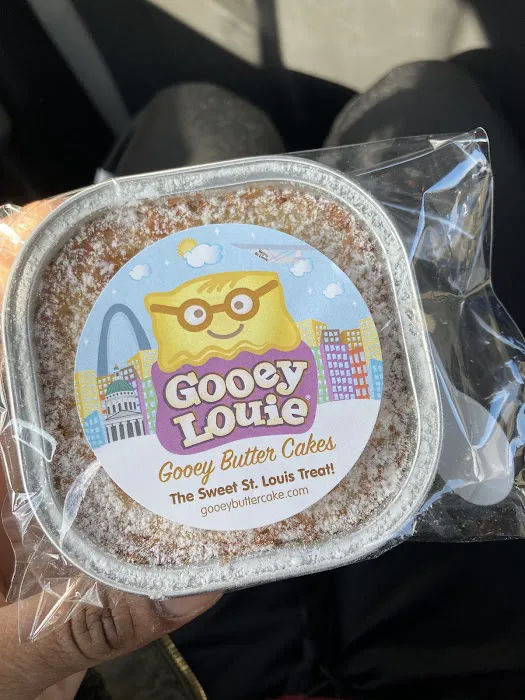 Gooey
Louie®
Gooey Butter Cakes
The Sweet St. Louis Treat!
gooeybuttercake.com